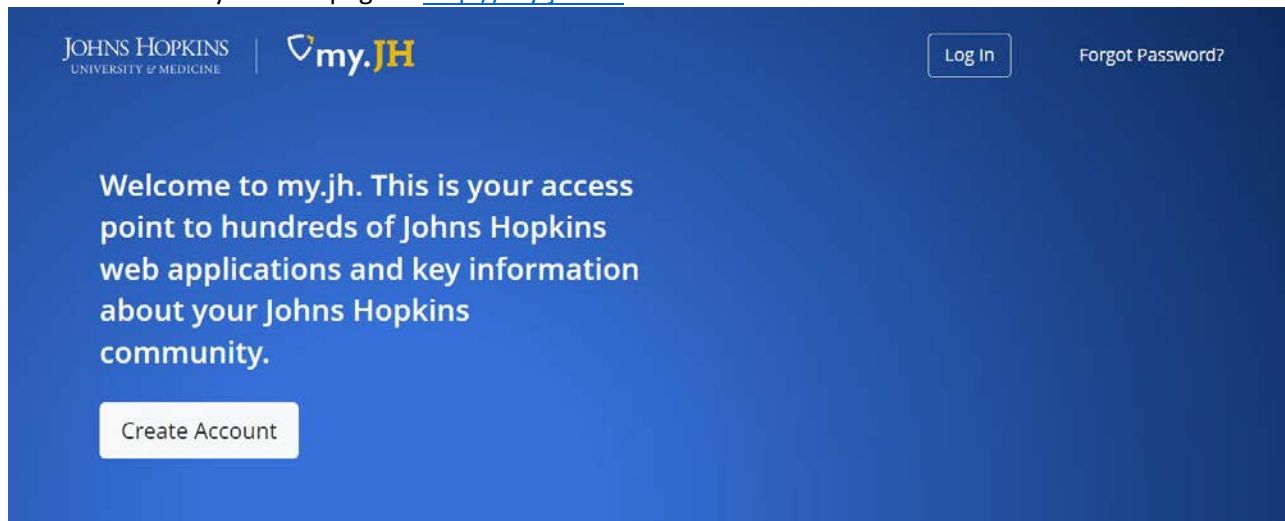 JOHNS HOPKINS
UNIVERSITY & MEDICINE
my.JH
Log In
Forgot Password?
Welcome to my.jh. This is your access
point to hundreds of Johns Hopkins
web applications and key information
about your Johns Hopkins
community.
Create Account